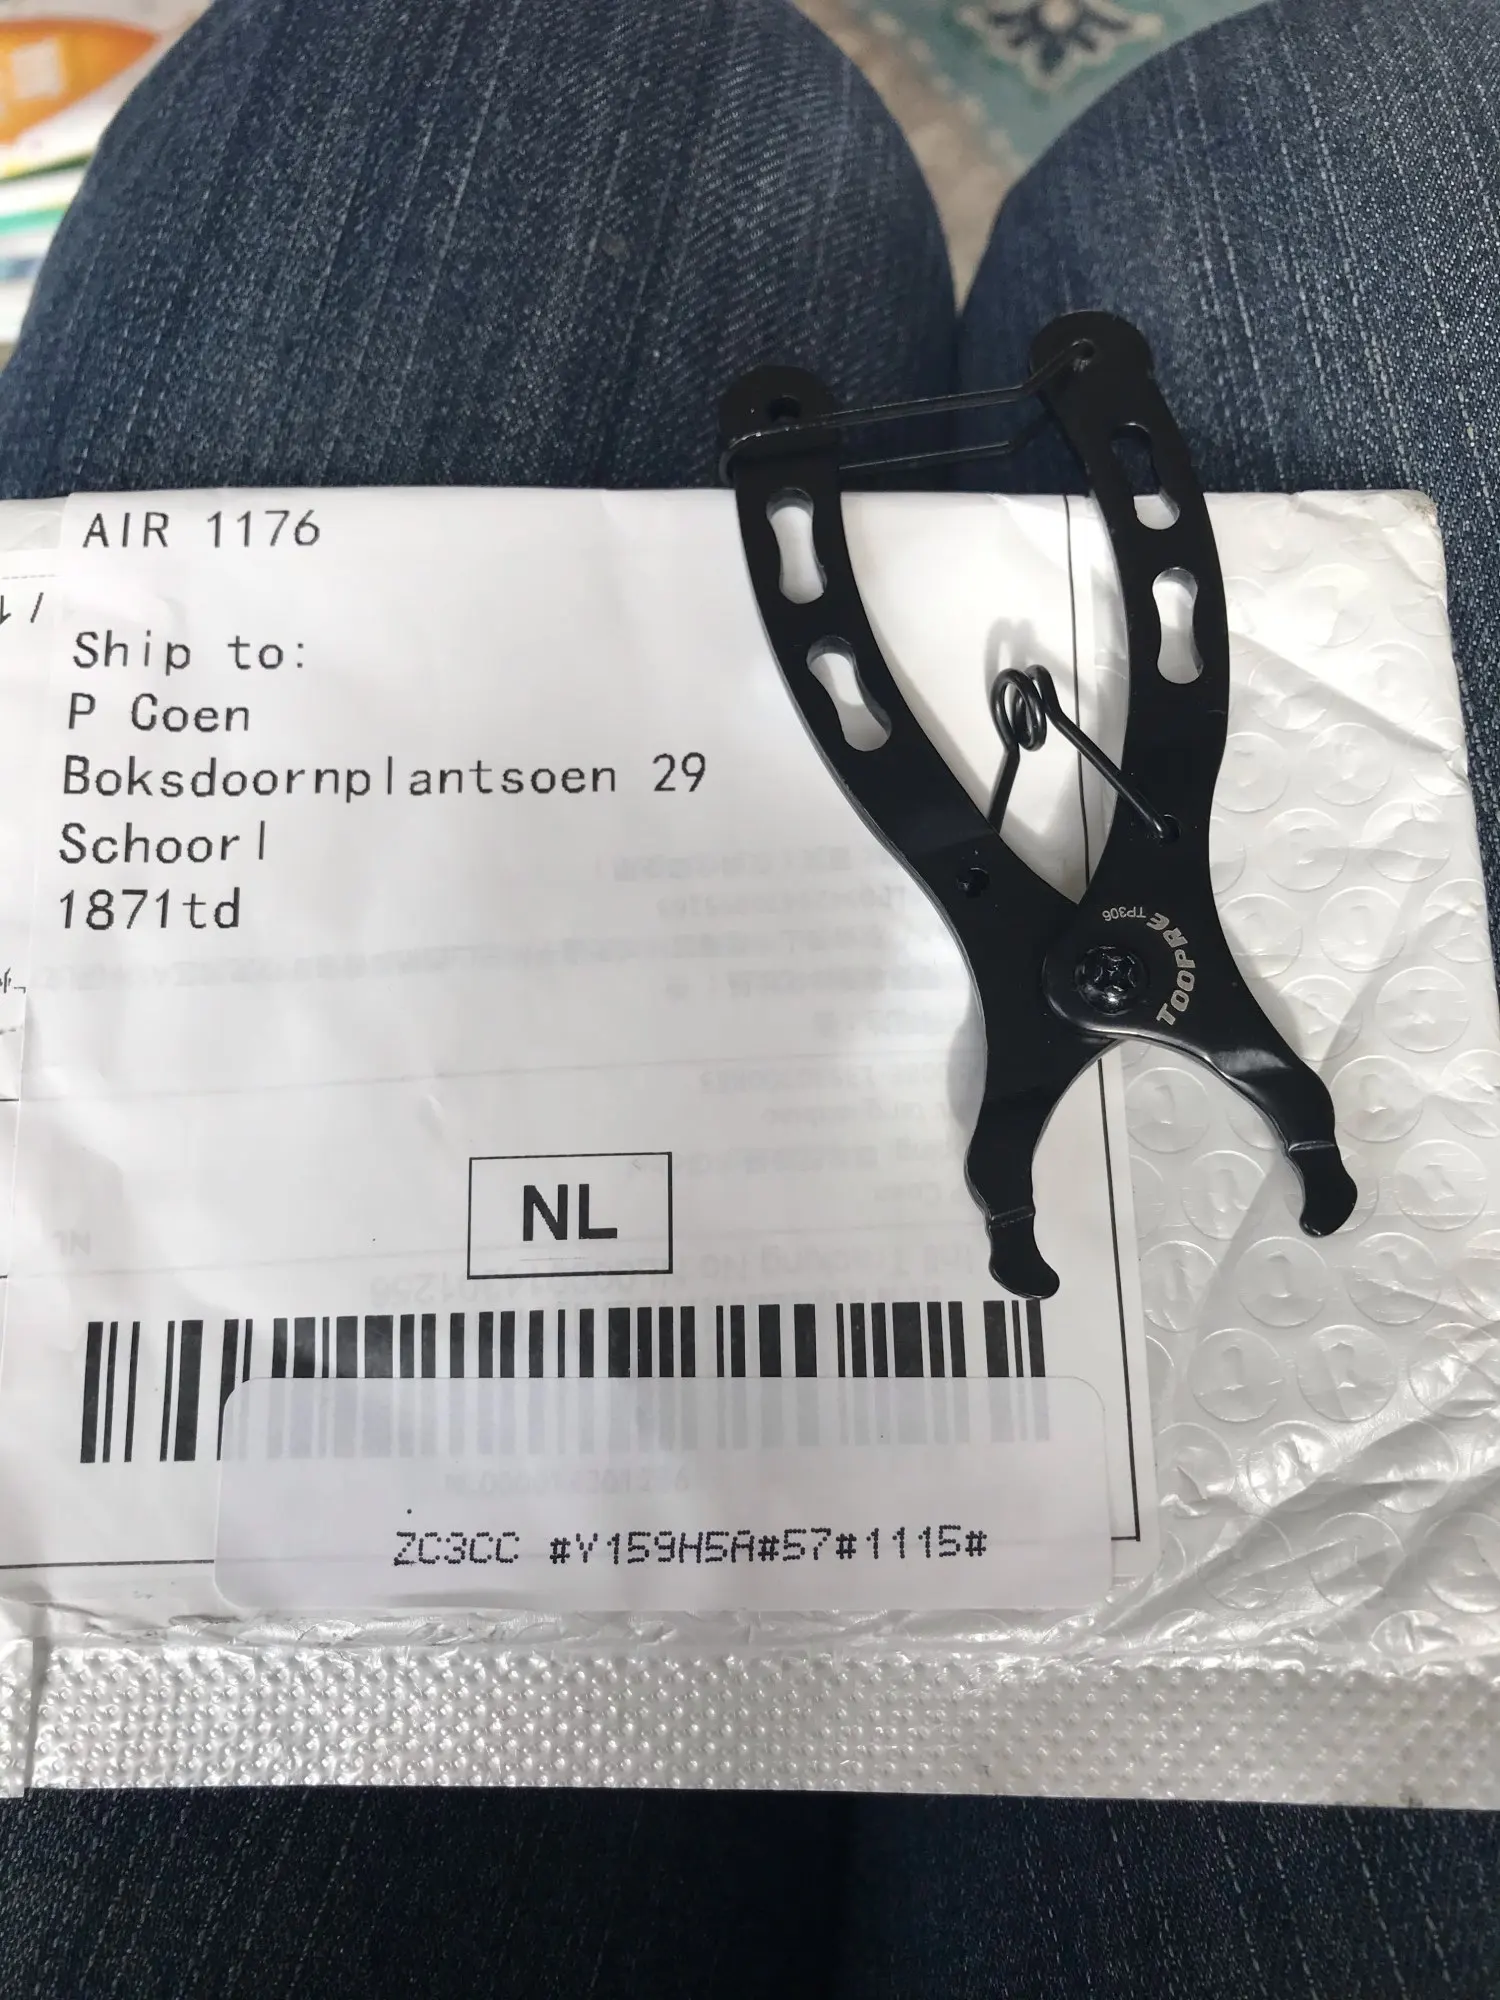 AIR 1176
Ship to:
P Coen
Boksdoornplantsoen 29
Schoorl
1871td
TP306
TOOPRE
NL
ZC3CC #Y159H5A#57#1115#